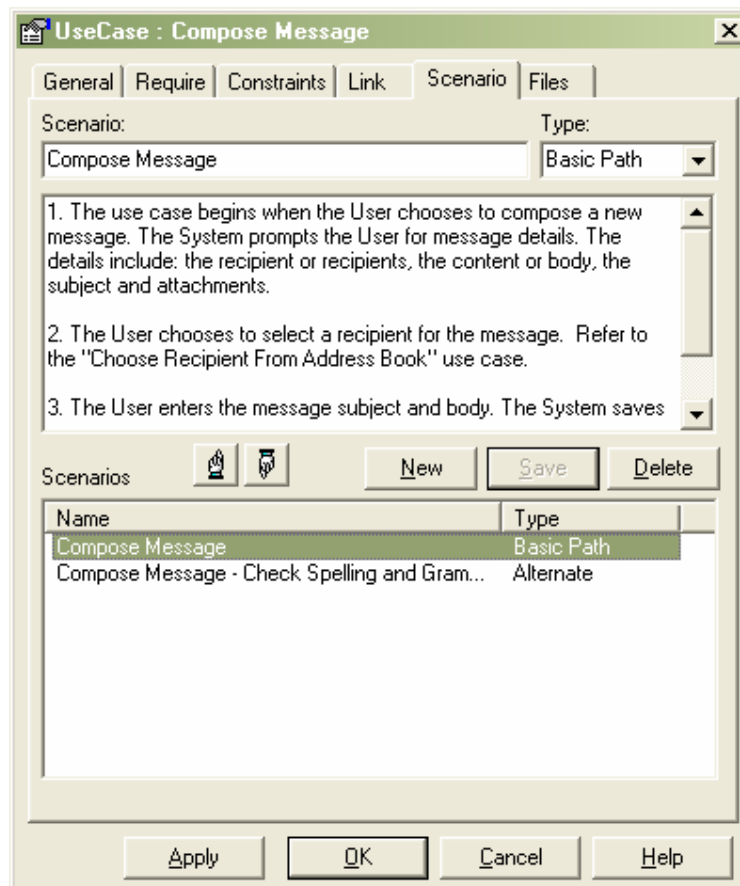 UseCase : Compose Message
General Require Constraints Link Scenario Files
Scenario: Type:
Compose Message Basic Path
1. The use case begins when the User chooses to compose a new
message. The System prompts the User for message details. The
details include: the recipient or recipients, the content or body, the
subject and attachments.
2. The User chooses to select a recipient for the message.  Refer to
the "Choose Recipient From Address Book" use case.
3. The User enters the message subject and body. The System saves
Scenarios New Save Delete
Name Type
Compose Message Basic Path
Compose Message - Check Spelling and Gram... Alternate
Apply OK Cancel Help